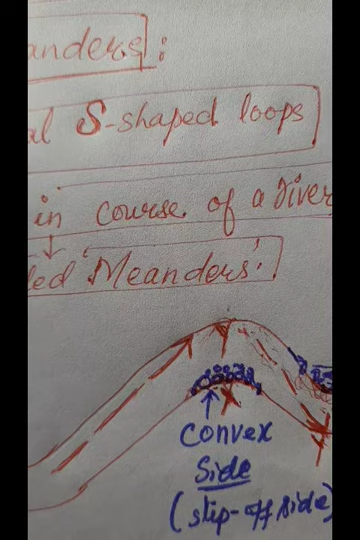 anders :
al S-shaped loops
in course of a river
led 'Meanders'.
Convex
Side
(slip-off side)